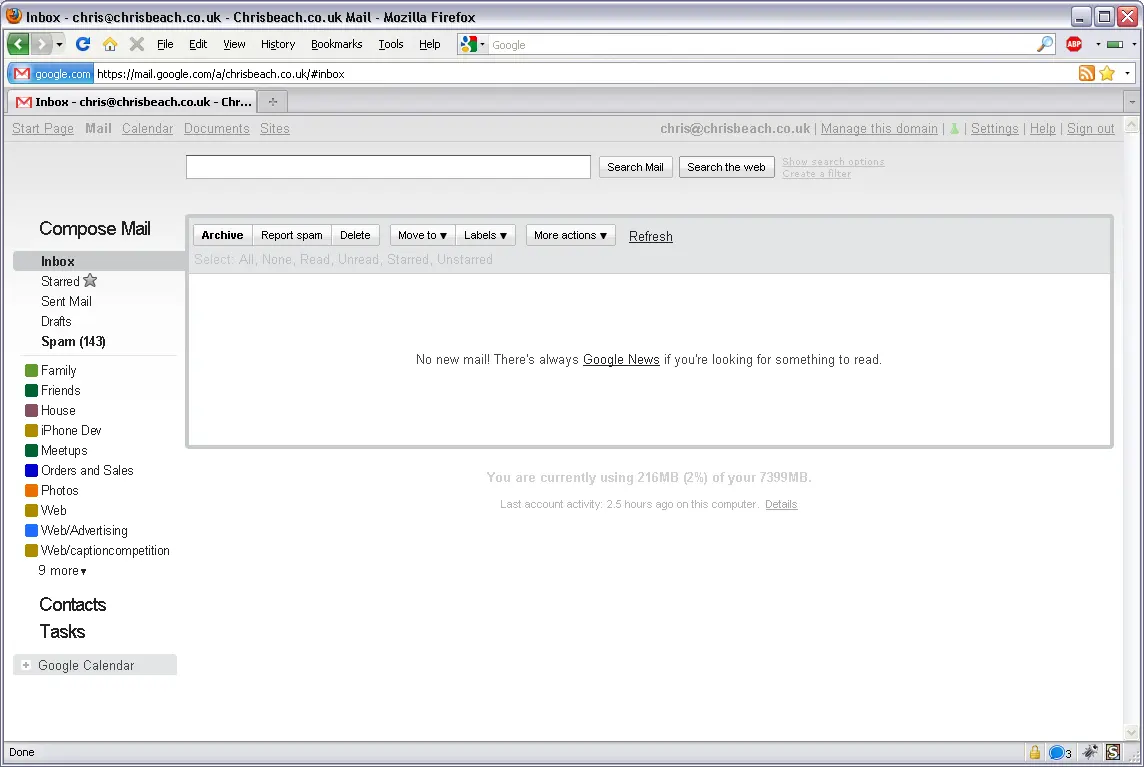 Inbox - chris@chrisbeach.co.uk - Chrisbeach.co.uk Mail - Mozilla Firefox
File Edit View History Bookmarks Tools Help Google ABP
google.com https://mail.google.com/a/chrisbeach.co.uk/#inbox
Inbox - chris@chrisbeach.co.uk - Chr...
Start Page Mail Calendar Documents Sites chris@chrisbeach.co.uk | Manage this domain | | Settings | Help | Sign out
Search Mail Search the web Show search options
Create a filter
Compose Mail
Archive Report spam Delete Move to ▼ Labels ▼ More actions ▼ Refresh
Select: All, None, Read, Unread, Starred, Unstarred
Inbox
Starred
Sent Mail
Drafts
Spam (143)
No new mail! There's always Google News if you're looking for something to read.
Family
Friends
House
iPhone Dev
Meetups
Orders and Sales
Photos
Web
Web/Advertising
Web/captioncompetition
9 more▼
You are currently using 216MB (2%) of your 7399MB.
Last account activity: 2.5 hours ago on this computer. Details
Contacts
Tasks
+ Google Calendar
Done 3 S